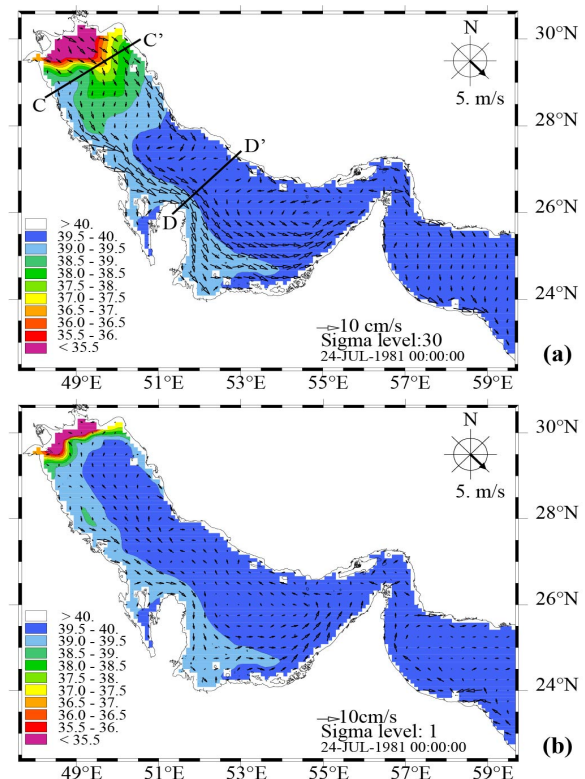 30°N
28°N
26°N
24°N
C'
C
D'
D
N
5. m/s
> 40.
39.5 - 40.
39.0 - 39.5
38.5 - 39.
38.0 - 38.5
37.5 - 38.
37.0 - 37.5
36.5 - 37.
36.0 - 36.5
35.5 - 36.
< 35.5
10 cm/s
Sigma level:30
24-JUL-1981 00:00:00
(a)
49°E 51°E 53°E 55°E 57°E 59°E
30°N
28°N
26°N
24°N
N
5. m/s
> 40.
39.5 - 40.
39.0 - 39.5
38.5 - 39.
38.0 - 38.5
37.5 - 38.
37.0 - 37.5
36.5 - 37.
36.0 - 36.5
35.5 - 36.
< 35.5
10cm/s
Sigma level: 1
24-JUL-1981 00:00:00
(b)
49°E 51°E 53°E 55°E 57°E 59°E